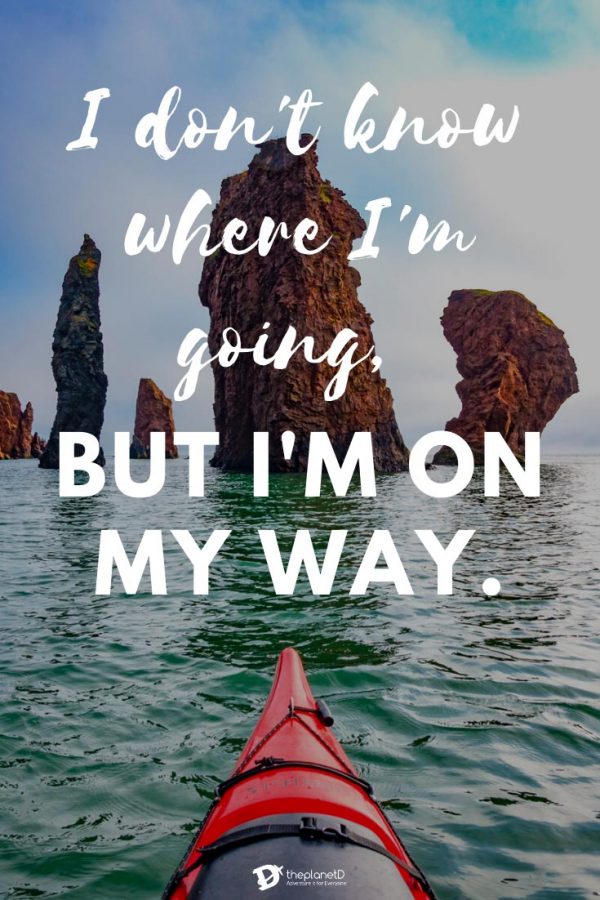 I don't know
where I'm
going,
BUT I'M ON
MY WAY.
theplanetD
Adventure is for Everyone